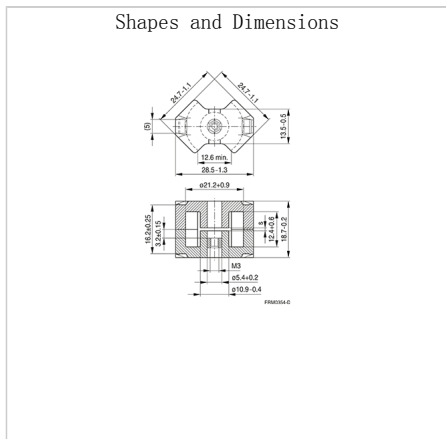 Shapes and Dimensions
24.7-1.1
24.7-1.1
(5)
13.5-0.5
12.6 min.
28.5-1.3
ø21.2+0.9
16.2±0.25
3.2±0.15
s
12.4+0.6
18.7-0.2
M3
ø5.4+0.2
ø10.9-0.4
FRM0354-D